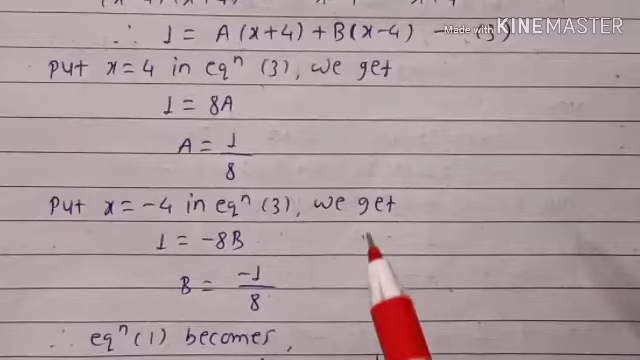 ∴ 1 = A(x+4) + B(x-4) - (3)
Made with KINEMASTER
Put x = 4 in eqⁿ (3), we get
1 = 8A
A = 1/8
Put x = -4 in eqⁿ (3), we get
1 = -8B
B = -1/8
∴ eqⁿ (1) becomes,